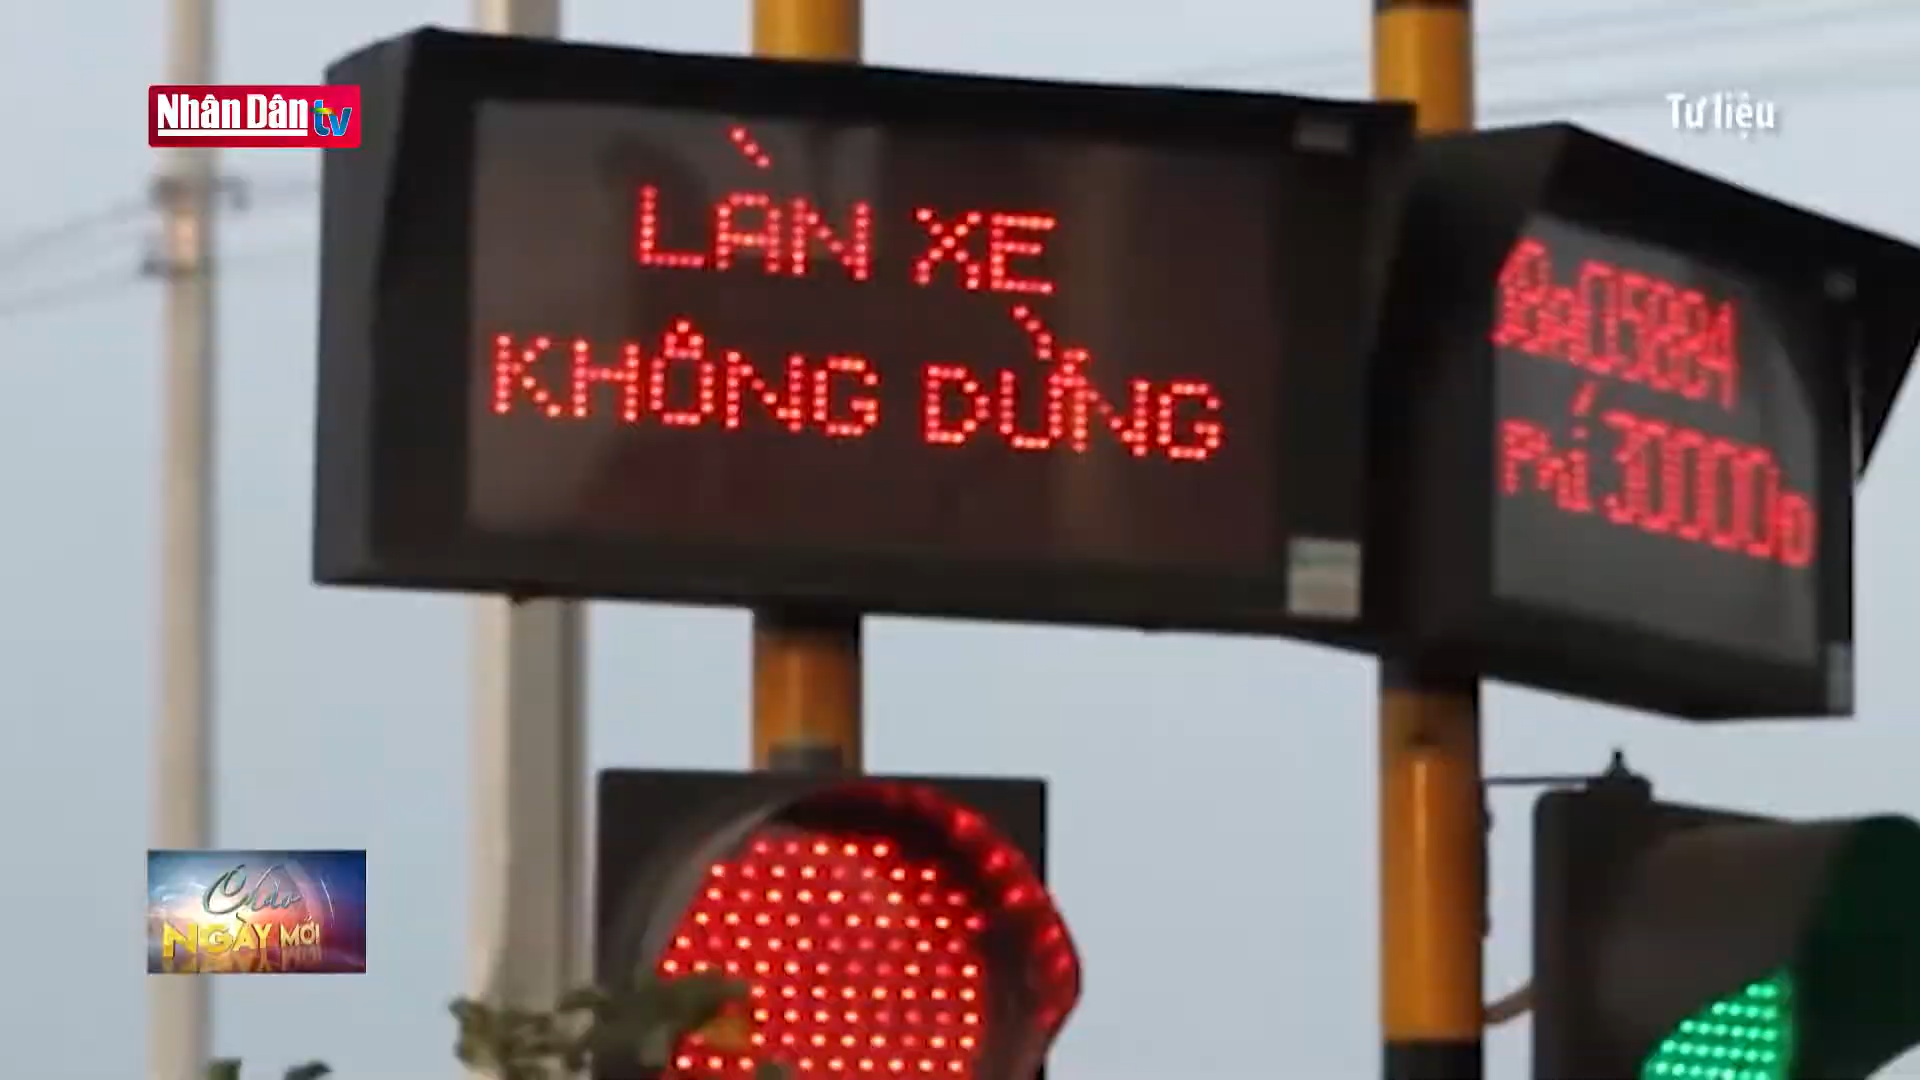 Nhân Dân tv
Tư liệu
LÀN XE
KHÔNG DỪNG
Phí 30000Đ
Chào
NGÀY MỚI